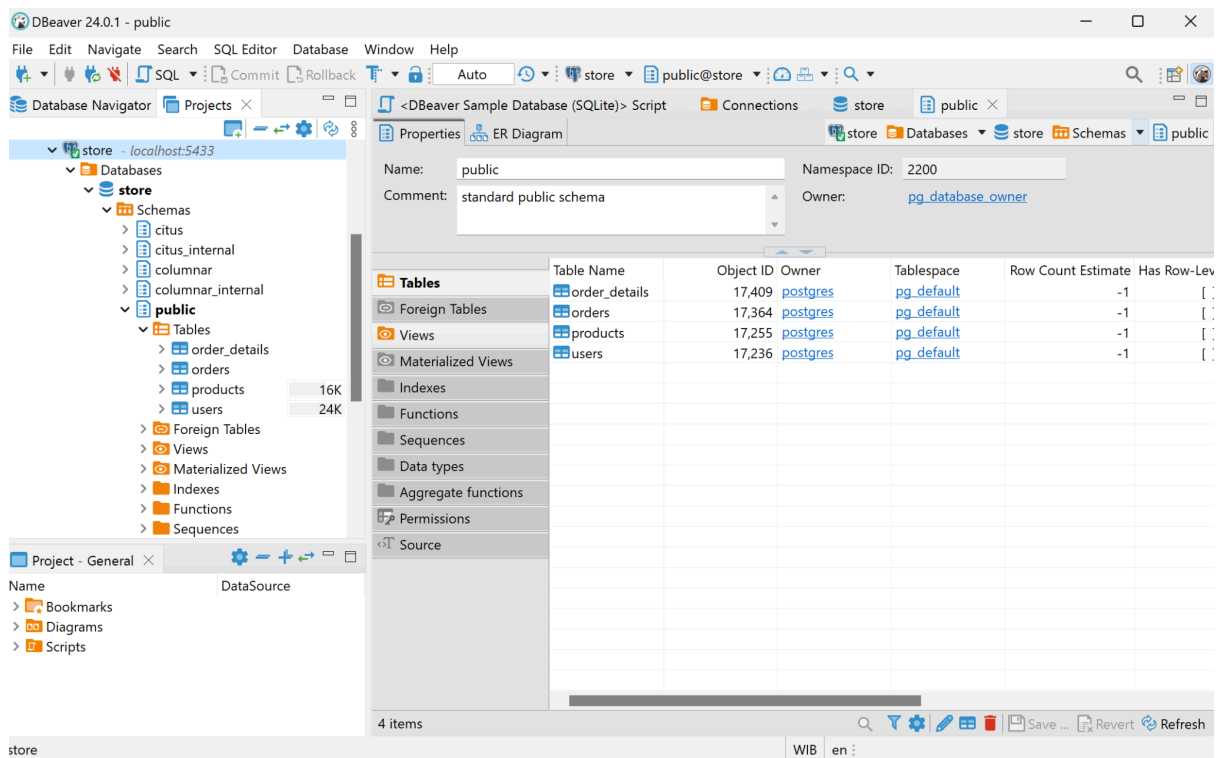 DBeaver 24.0.1 - public
File Edit Navigate Search SQL Editor Database Window Help
SQL Commit Rollback Auto store public@store
Database Navigator Projects
<DBeaver Sample Database (SQLite)> Script Connections store public
Properties ER Diagram store Databases store Schemas public
store - localhost:5433
Databases
store
Schemas
citus
citus_internal
columnar
columnar_internal
public
Tables
order_details
orders
products 16K
users 24K
Foreign Tables
Views
Materialized Views
Indexes
Functions
Sequences
Name: public Namespace ID: 2200
Comment: standard public schema Owner: pg_database_owner
Tables
Foreign Tables
Views
Materialized Views
Indexes
Functions
Sequences
Data types
Aggregate functions
Permissions
Source
Table Name Object ID Owner Tablespace Row Count Estimate Has Row-Lev
order_details 17,409 postgres pg_default -1 [ ]
orders 17,364 postgres pg_default -1 [ ]
products 17,255 postgres pg_default -1 [ ]
users 17,236 postgres pg_default -1 [ ]
4 items Save ... Revert Refresh
Project - General
Name DataSource
Bookmarks
Diagrams
Scripts
store WIB en